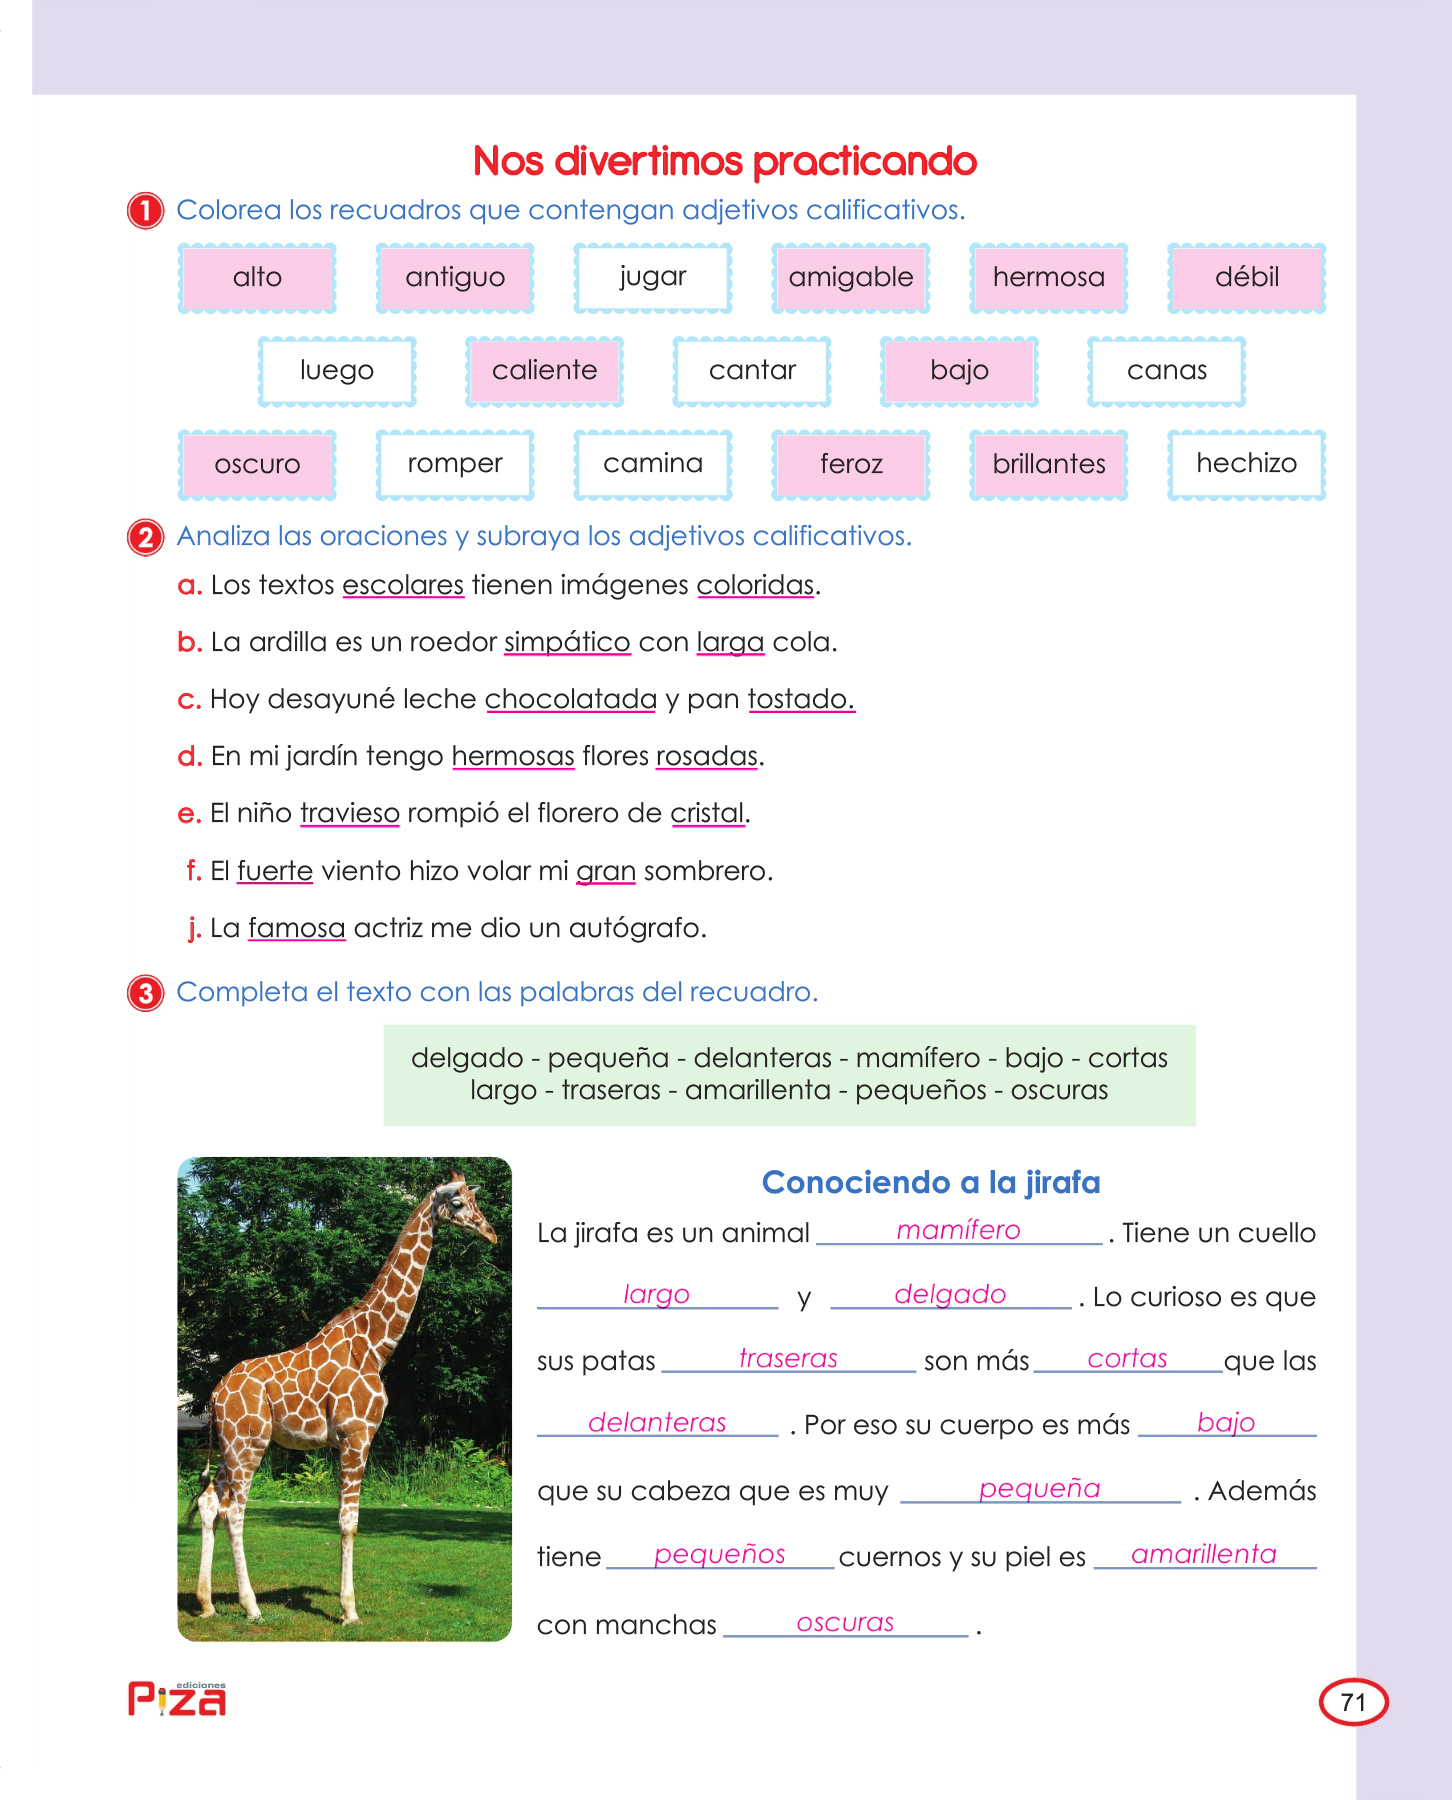 Nos divertimos practicando
1 Colorea los recuadros que contengan adjetivos calificativos.
alto antiguo jugar amigable hermosa débil
luego caliente cantar bajo canas
oscuro romper camina feroz brillantes hechizo
2 Analiza las oraciones y subraya los adjetivos calificativos.
a. Los textos escolares tienen imágenes coloridas.
b. La ardilla es un roedor simpático con larga cola.
c. Hoy desayuné leche chocolatada y pan tostado.
d. En mi jardín tengo hermosas flores rosadas.
e. El niño travieso rompió el florero de cristal.
f. El fuerte viento hizo volar mi gran sombrero.
j. La famosa actriz me dio un autógrafo.
3 Completa el texto con las palabras del recuadro.
delgado - pequeña - delanteras - mamífero - bajo - cortas
largo - traseras - amarillenta - pequeños - oscuras
Conociendo a la jirafa
La jirafa es un animal mamífero . Tiene un cuello
largo y delgado . Lo curioso es que
sus patas traseras son más cortas que las
delanteras . Por eso su cuerpo es más bajo
que su cabeza que es muy pequeña . Además
tiene pequeños cuernos y su piel es amarillenta
con manchas oscuras .
ediciones
Piza
71